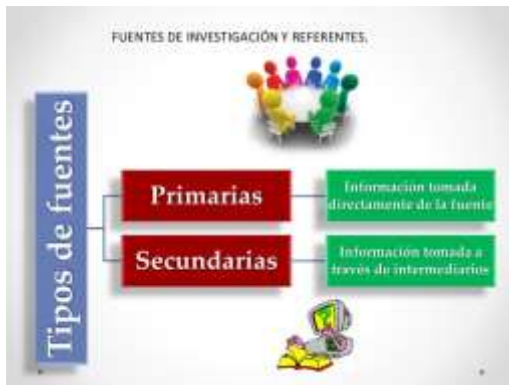 FUENTES DE INVESTIGACIÓN Y REFERENTES.
Tipos de fuentes
Primarias
Información tomada
directamente de la fuente
Secundarias
Información tomada a
través de intermediarios